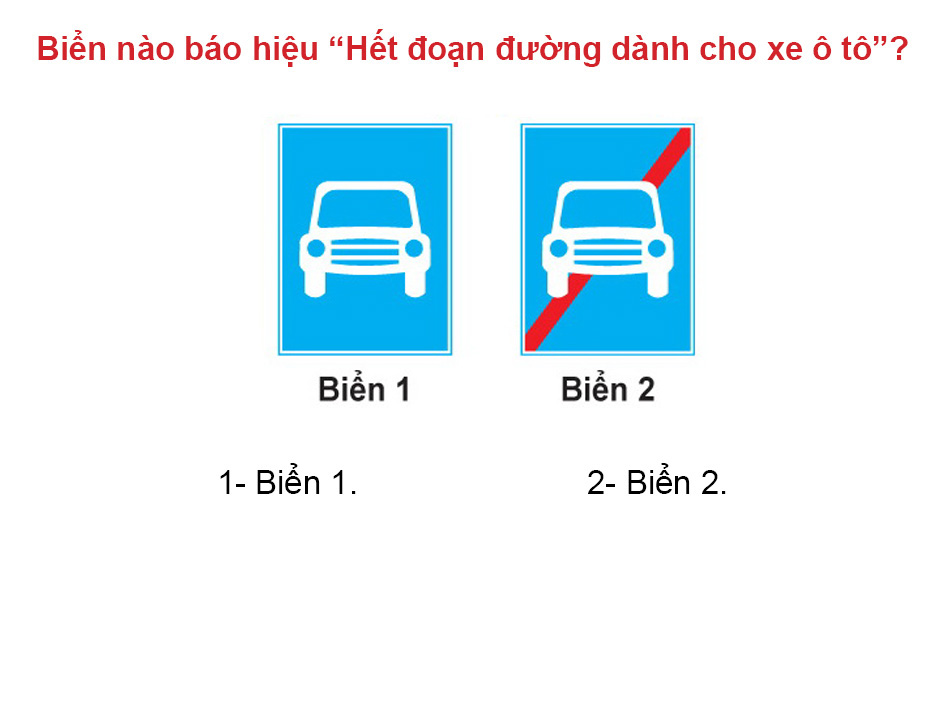 Biển nào báo hiệu “Hết đoạn đường dành cho xe ô tô”?
Biển 1 Biển 2
1- Biển 1. 2- Biển 2.